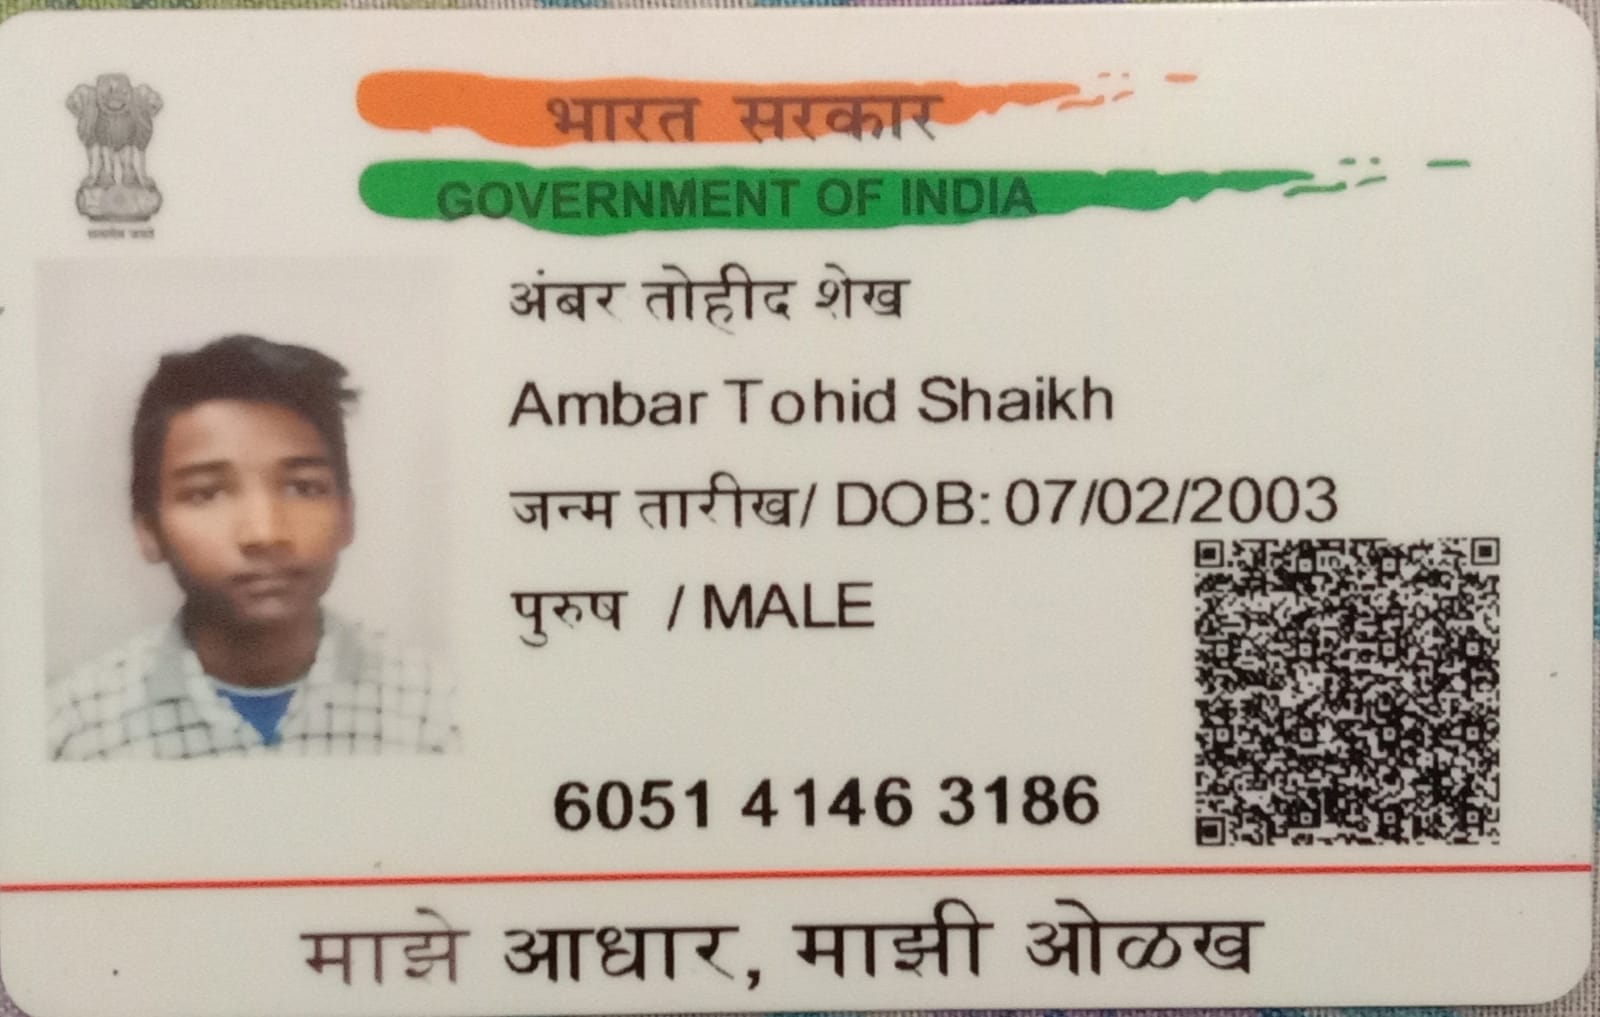 भारत सरकार
GOVERNMENT OF INDIA
सत्यमेव जयते
अंबर तोहीद शेख
Ambar Tohid Shaikh
जन्म तारीख/ DOB: 07/02/2003
पुरुष / MALE
6051 4146 3186
माझे आधार, माझी ओळख